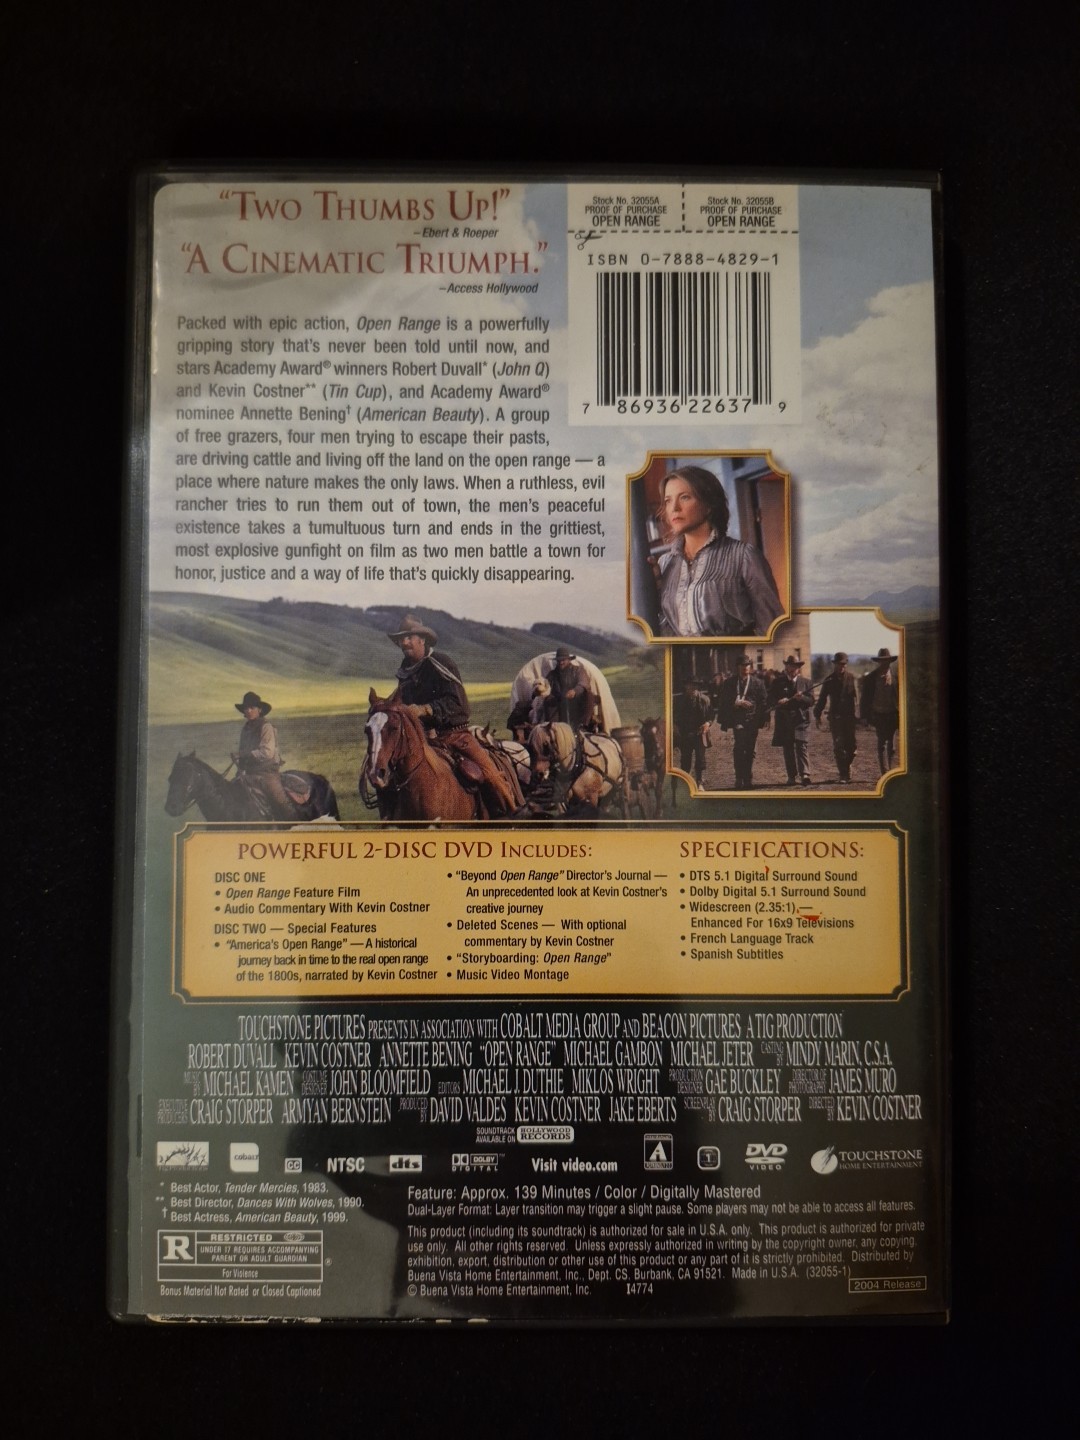 “TWO THUMBS UP!”
–Ebert & Roeper
“A CINEMATIC TRIUMPH.”
–Access Hollywood
Stock No. 32055A
PROOF OF PURCHASE
OPEN RANGE
Stock No. 32055B
PROOF OF PURCHASE
OPEN RANGE
ISBN 0-7888-4829-1
7 86936 22637 9
Packed with epic action, Open Range is a powerfully
gripping story that's never been told until now, and
stars Academy Award® winners Robert Duvall* (John Q)
and Kevin Costner** (Tin Cup), and Academy Award®
nominee Annette Bening† (American Beauty). A group
of free grazers, four men trying to escape their pasts,
are driving cattle and living off the land on the open range — a
place where nature makes the only laws. When a ruthless, evil
rancher tries to run them out of town, the men's peaceful
existence takes a tumultuous turn and ends in the grittiest,
most explosive gunfight on film as two men battle a town for
honor, justice and a way of life that's quickly disappearing.
POWERFUL 2-DISC DVD INCLUDES:
DISC ONE
• Open Range Feature Film
• Audio Commentary With Kevin Costner
DISC TWO — Special Features
• “America's Open Range” — A historical
journey back in time to the real open range
of the 1800s, narrated by Kevin Costner
• “Beyond Open Range” Director's Journal —
An unprecedented look at Kevin Costner's
creative journey
• Deleted Scenes — With optional
commentary by Kevin Costner
• “Storyboarding: Open Range”
• Music Video Montage
SPECIFICATIONS:
• DTS 5.1 Digital Surround Sound
• Dolby Digital 5.1 Surround Sound
• Widescreen (2.35:1) —
Enhanced For 16x9 Televisions
• French Language Track
• Spanish Subtitles
TOUCHSTONE PICTURES PRESENTS IN ASSOCIATION WITH COBALT MEDIA GROUP AND BEACON PICTURES A TIG PRODUCTION
ROBERT DUVALL KEVIN COSTNER ANNETTE BENING “OPEN RANGE” MICHAEL GAMBON MICHAEL JETER CASTING BY MINDY MARIN, C.S.A.
MUSIC BY MICHAEL KAMEN COSTUME DESIGNER JOHN BLOOMFIELD EDITORS MICHAEL J. DUTHIE MIKLOS WRIGHT PRODUCTION DESIGNER GAE BUCKLEY DIRECTOR OF PHOTOGRAPHY JAMES MURO
EXECUTIVE PRODUCERS CRAIG STORPER ARMYAN BERNSTEIN PRODUCED BY DAVID VALDES KEVIN COSTNER JAKE EBERTS SCREENPLAY BY CRAIG STORPER DIRECTED BY KEVIN COSTNER
SOUNDTRACK AVAILABLE ON HOLLYWOOD RECORDS
cobalt CC NTSC dts DOLBY DIGITAL Visit video.com A 1 DVD VIDEO TOUCHSTONE HOME ENTERTAINMENT
* Best Actor, Tender Mercies, 1983.
** Best Director, Dances With Wolves, 1990.
† Best Actress, American Beauty, 1999.
R RESTRICTED
UNDER 17 REQUIRES ACCOMPANYING
PARENT OR ADULT GUARDIAN
®
For Violence
Bonus Material Not Rated or Closed Captioned
Feature: Approx. 139 Minutes / Color / Digitally Mastered
Dual-Layer Format: Layer transition may trigger a slight pause. Some players may not be able to access all features.
This product (including its soundtrack) is authorized for sale in U.S.A. only. This product is authorized for private
use only. All other rights reserved. Unless expressly authorized in writing by the copyright owner, any copying,
exhibition, export, distribution or other use of this product or any part of it is strictly prohibited. Distributed by
Buena Vista Home Entertainment, Inc., Dept. CS, Burbank, CA 91521. Made in U.S.A. (32055-1)
© Buena Vista Home Entertainment, Inc. I4774
2004 Release